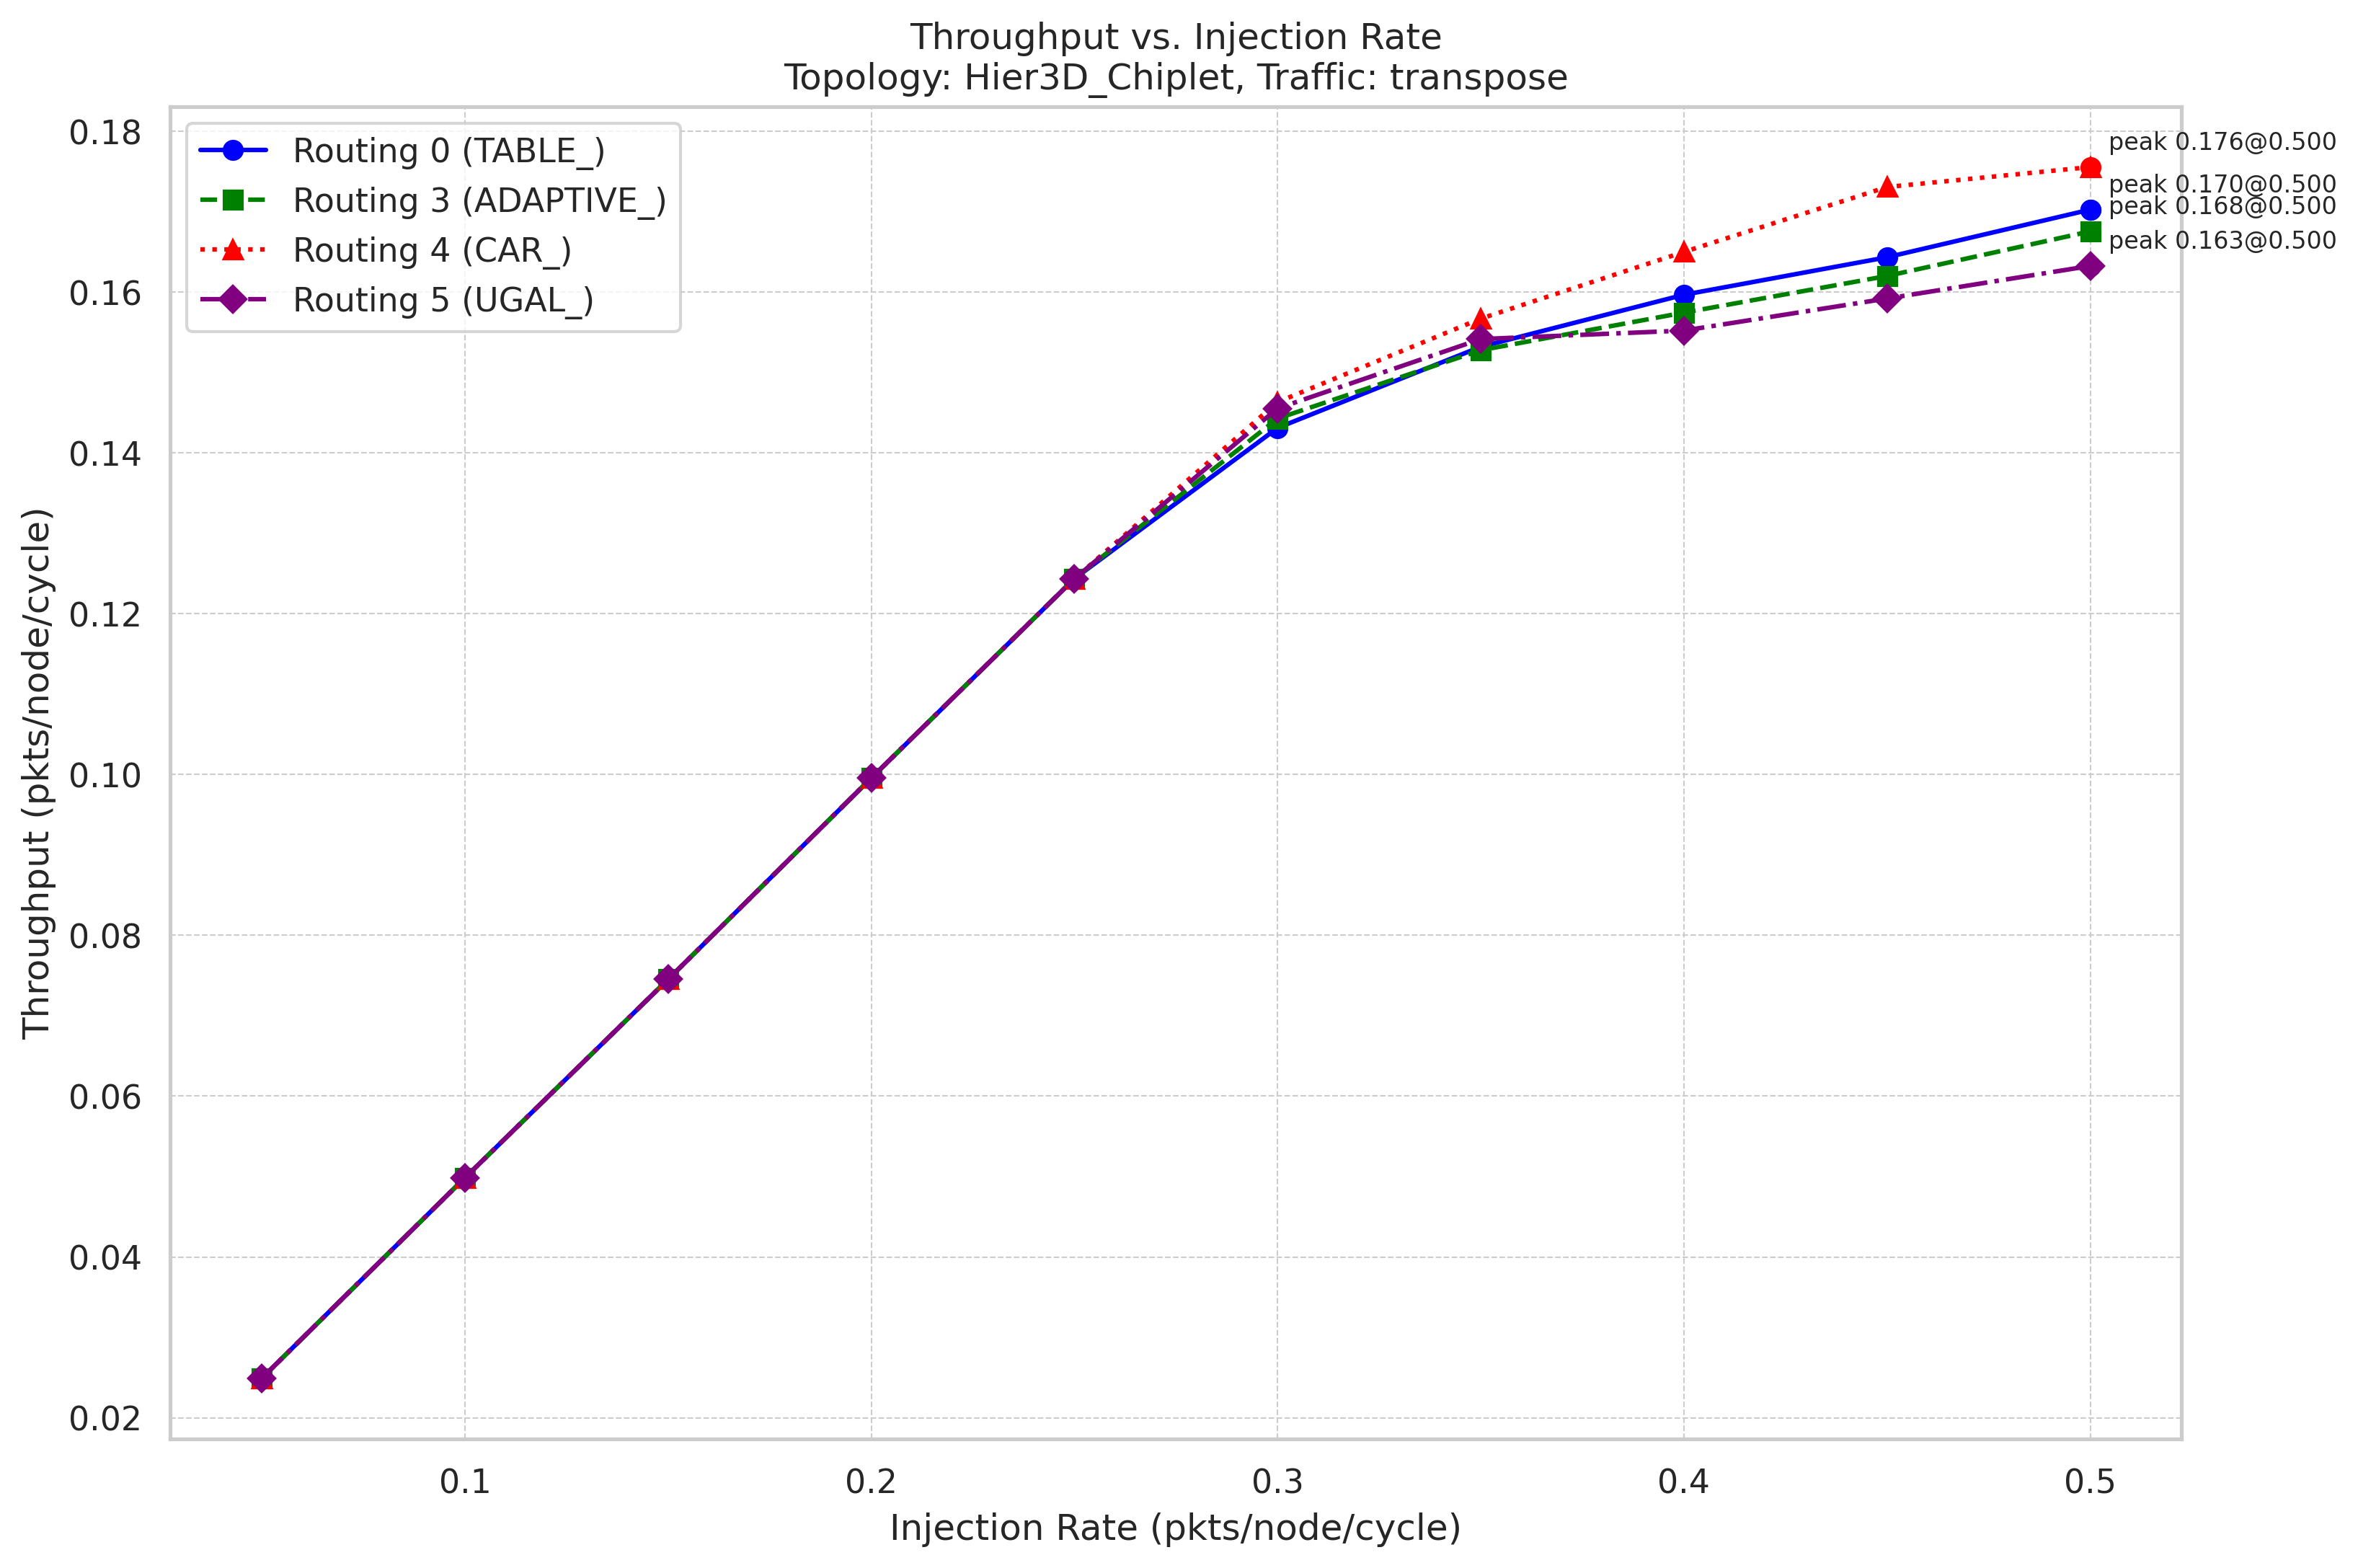 Throughput vs. Injection Rate
Topology: Hier3D_Chiplet, Traffic: transpose
Routing 0 (TABLE_)
Routing 3 (ADAPTIVE_)
Routing 4 (CAR_)
Routing 5 (UGAL_)
peak 0.176@0.500
peak 0.170@0.500
peak 0.168@0.500
peak 0.163@0.500
Throughput (pkts/node/cycle)
0.18
0.16
0.14
0.12
0.10
0.08
0.06
0.04
0.02
0.1
0.2
0.3
0.4
0.5
Injection Rate (pkts/node/cycle)